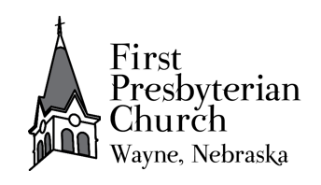 First
Presbyterian
Church
Wayne, Nebraska